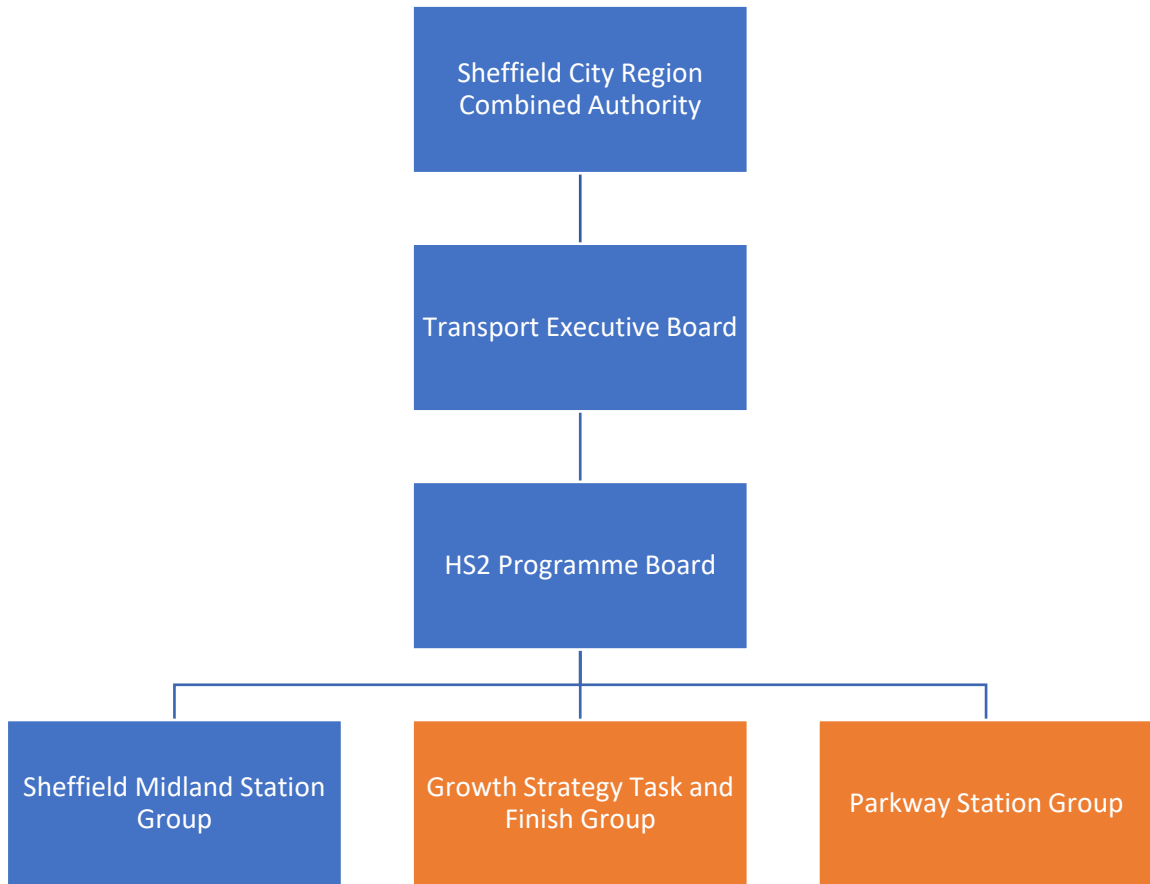 Sheffield City Region
Combined Authority
Transport Executive Board
HS2 Programme Board
Sheffield Midland Station
Group
Growth Strategy Task and
Finish Group
Parkway Station Group